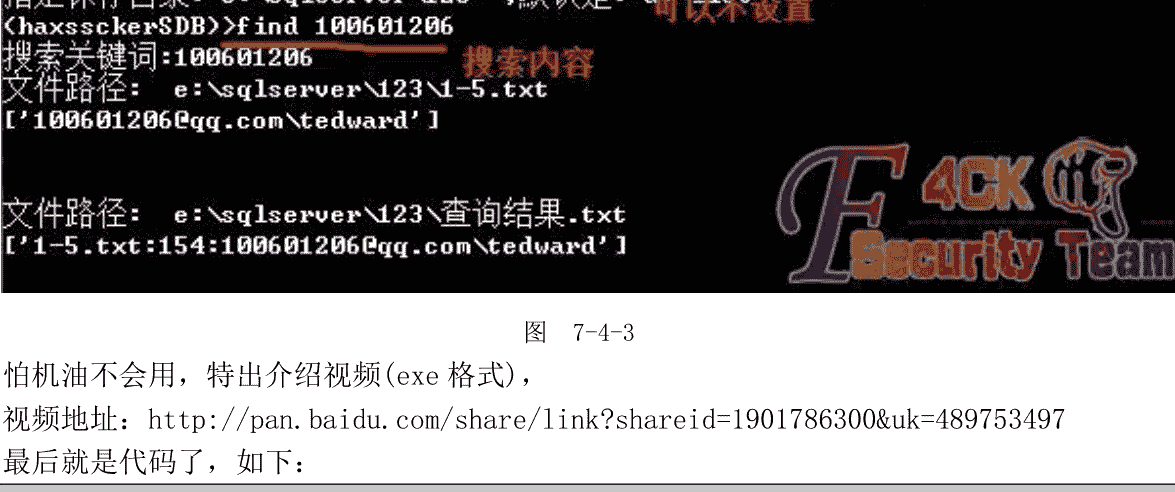 可以不设置
(haxssckerSDB)>find 100601206
搜索关键词:100601206
搜索内容
文件路径: e:\sqlserver\123\1-5.txt
['100601206@qq.com\tedward']
文件路径: e:\sqlserver\123\查询结果.txt
['1-5.txt:154:100601206@qq.com\tedward']
F4CK
Security Team
图 7-4-3
怕机油不会用，特出介绍视频(exe 格式)，
视频地址：http://pan.baidu.com/share/link?shareid=1901786300&uk=489753497
最后就是代码了，如下：